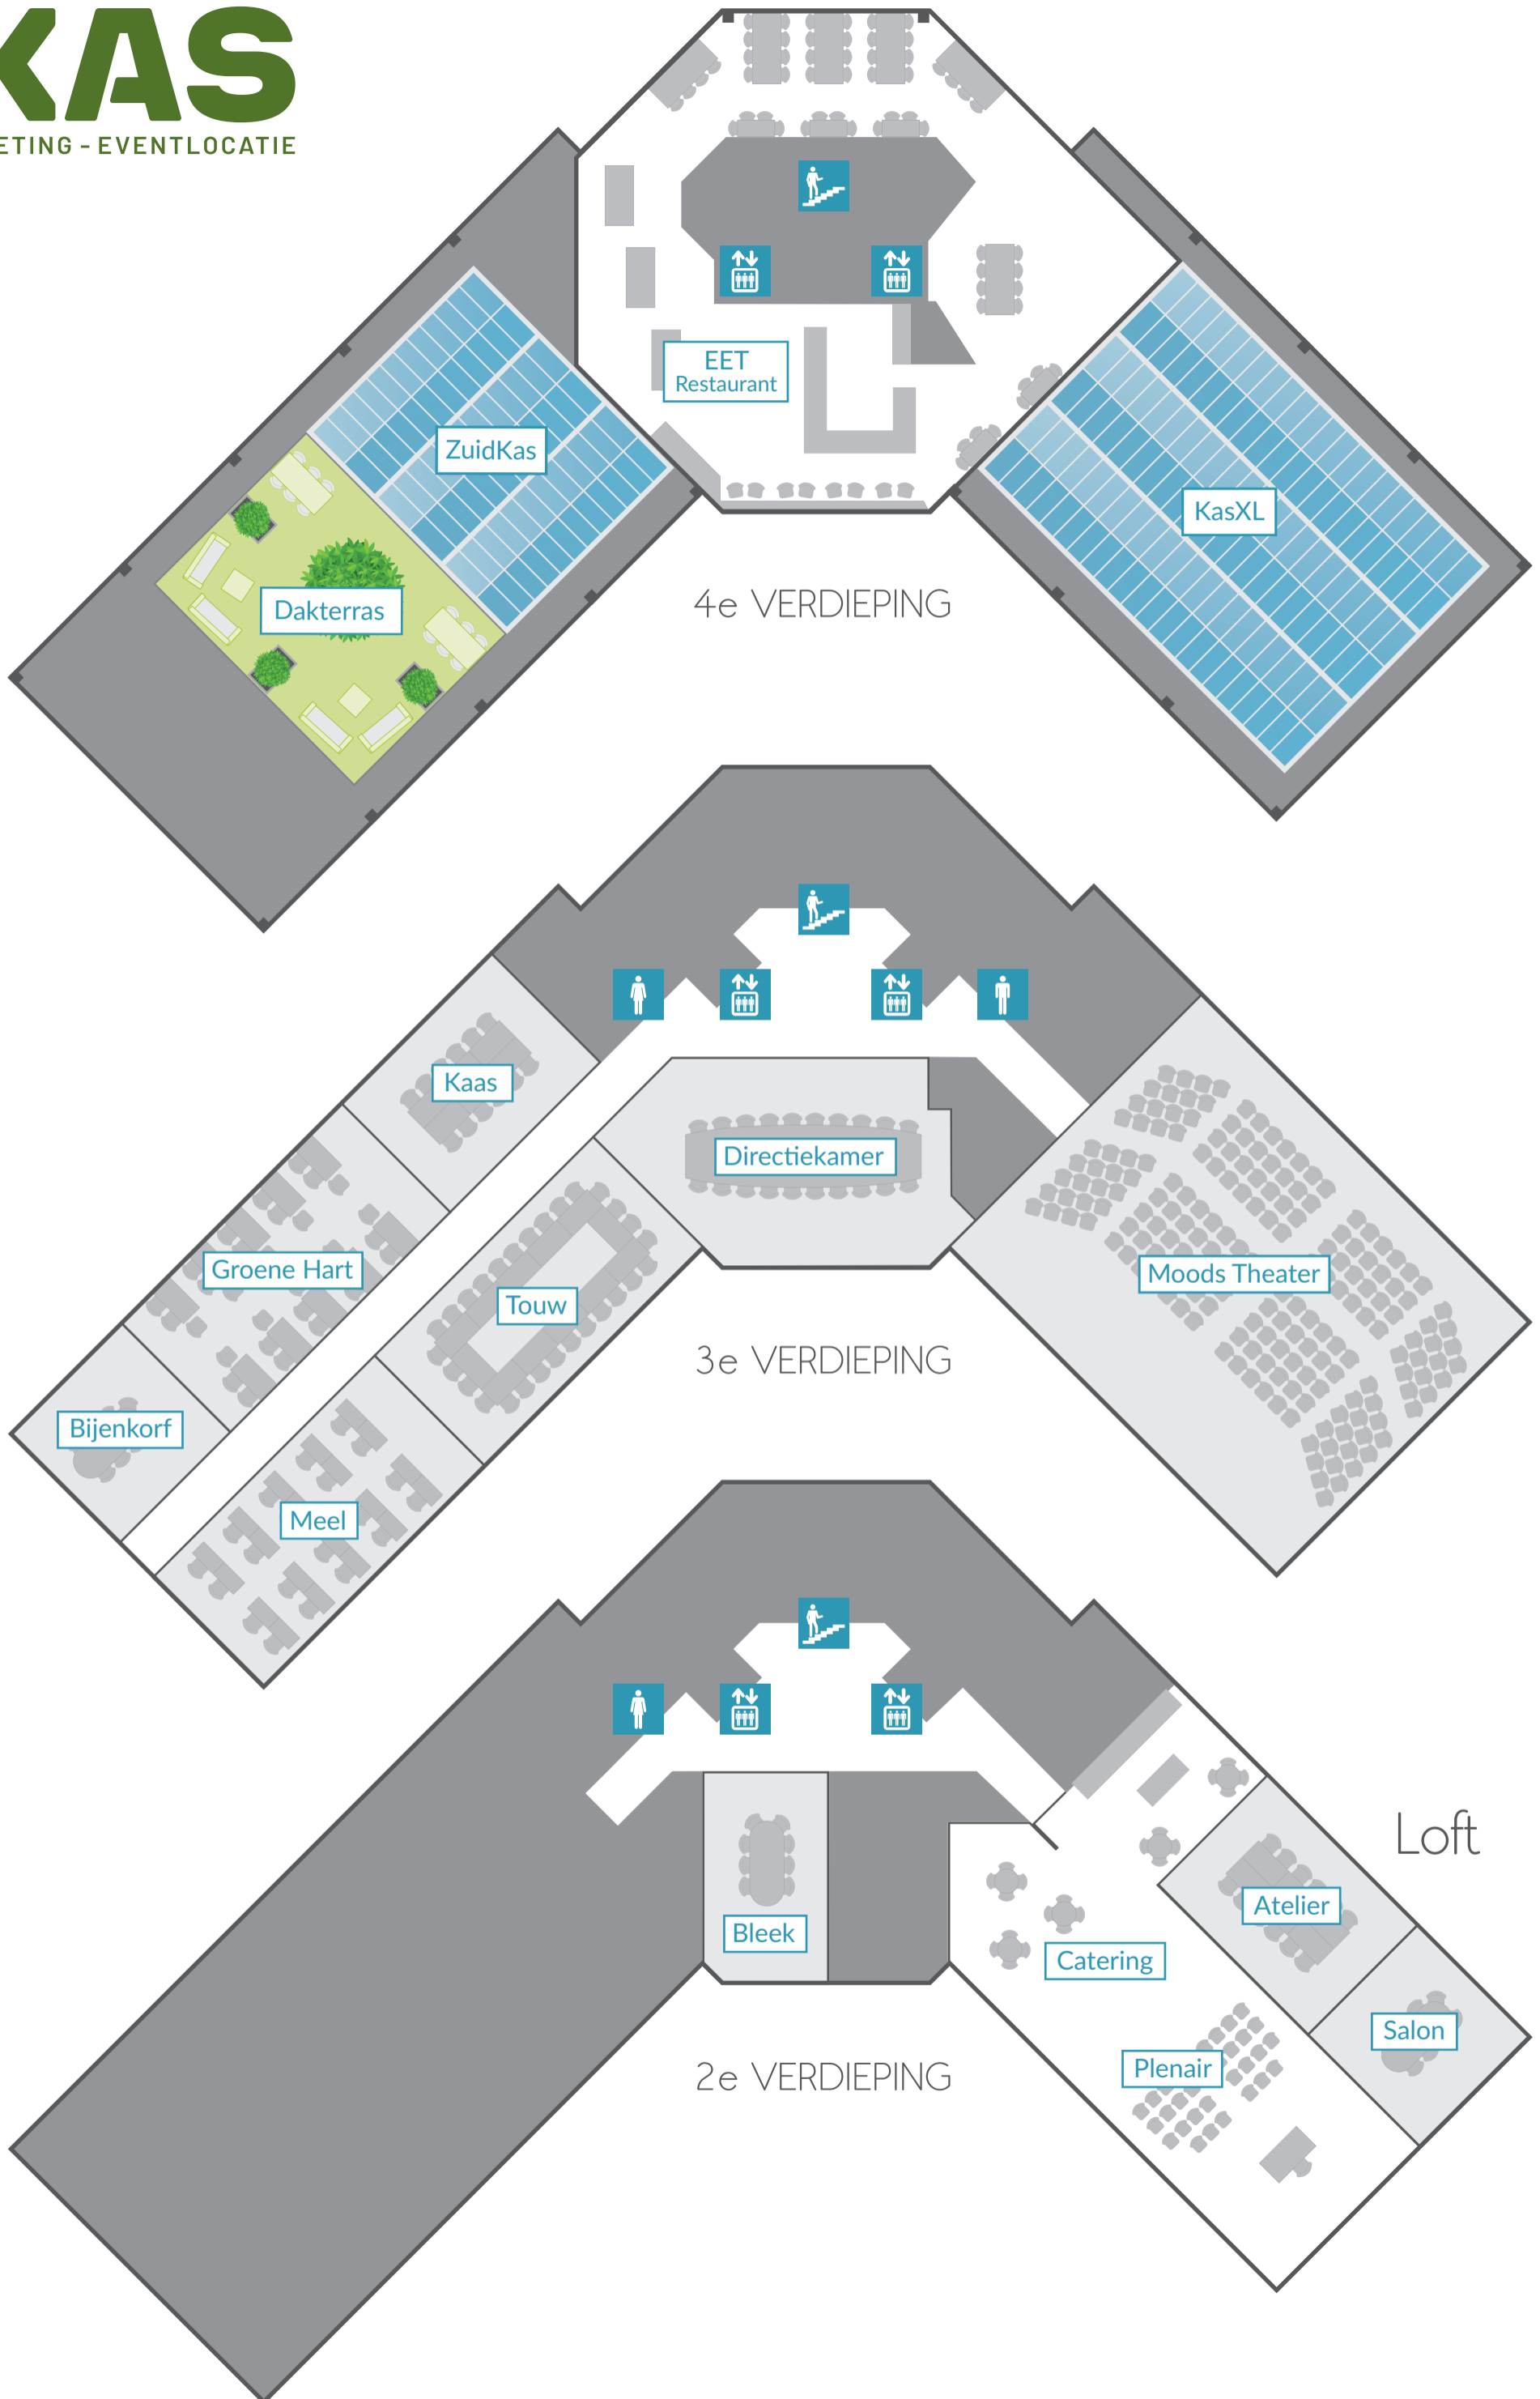 KAS
ETING - EVENTLOCATIE
EET
Restaurant
ZuidKas
KasXL
Dakterras
4e VERDIEPING
Kaas
Directiekamer
Groene Hart
Moods Theater
Touw
3e VERDIEPING
Bijenkorf
Meel
Loft
Atelier
Bleek
Catering
Salon
Plenair
2e VERDIEPING